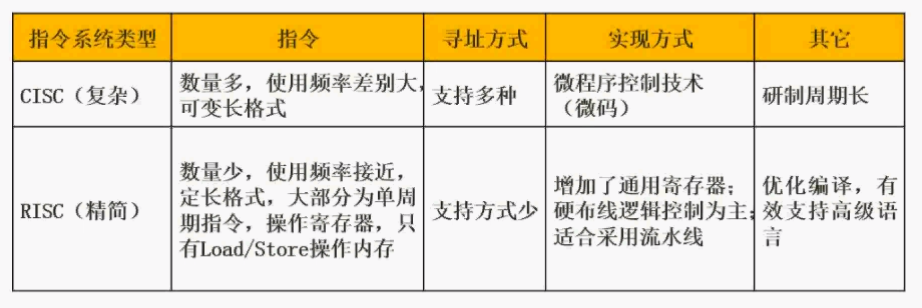 指令系统类型 指令 寻址方式 实现方式 其它
CISC（复杂）
数量多，使用频率差别大，
可变长格式
支持多种
微程序控制技术
（微码）
研制周期长
RISC（精简）
数量少，使用频率接近，
定长格式，大部分为单周
期指令，操作寄存器，只
有Load/Store操作内存
支持方式少
增加了通用寄存器；
硬布线逻辑控制为主；
适合采用流水线
优化编译，有
效支持高级语
言